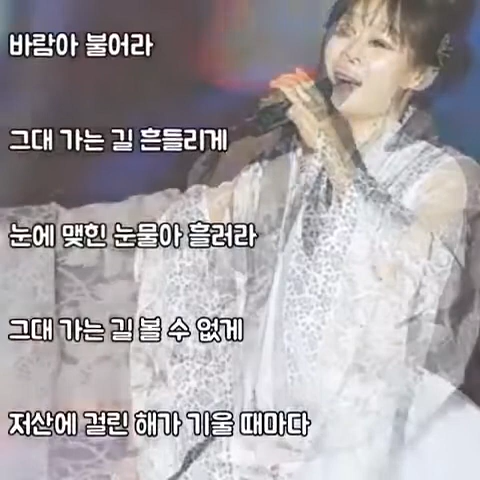 바람아 불어라
그대 가는 길 흔들리게
눈에 맺힌 눈물아 흘러라
그대 가는 길 볼 수 없게
저산에 걸린 해가 기울 때마다